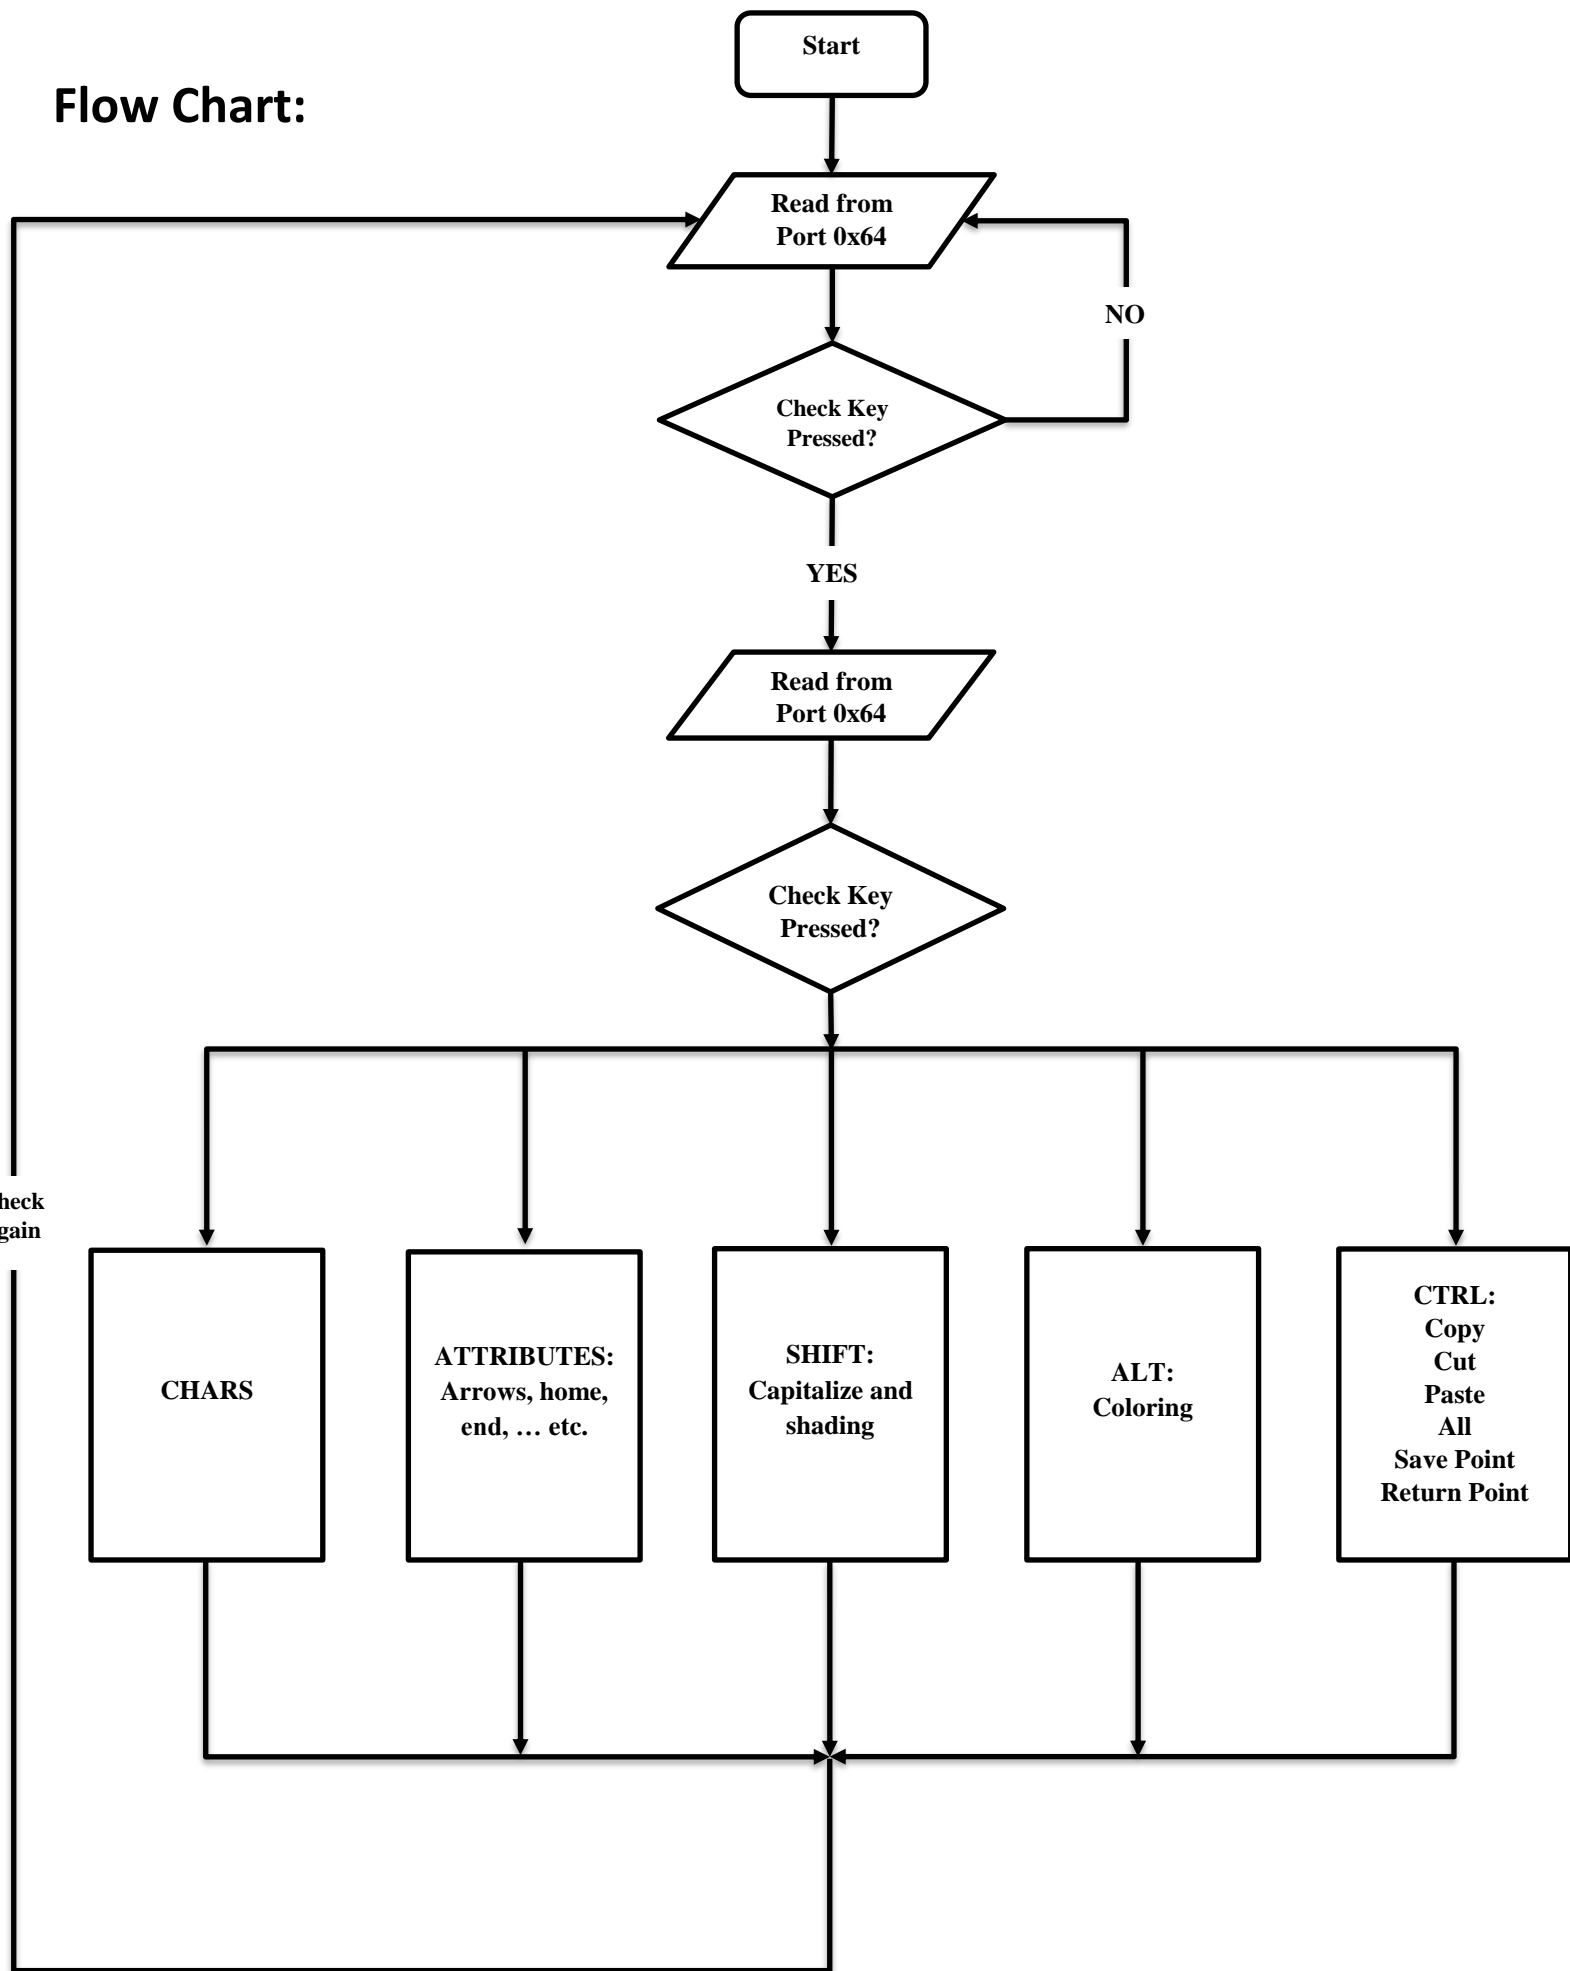 Start
Flow Chart:
Read from
Port 0x64
NO
Check Key
Pressed?
YES
Read from
Port 0x64
Check Key
Pressed?
heck
gain
CHARS
ATTRIBUTES:
Arrows, home,
end, … etc.
SHIFT:
Capitalize and
shading
ALT:
Coloring
CTRL:
Copy
Cut
Paste
All
Save Point
Return Point